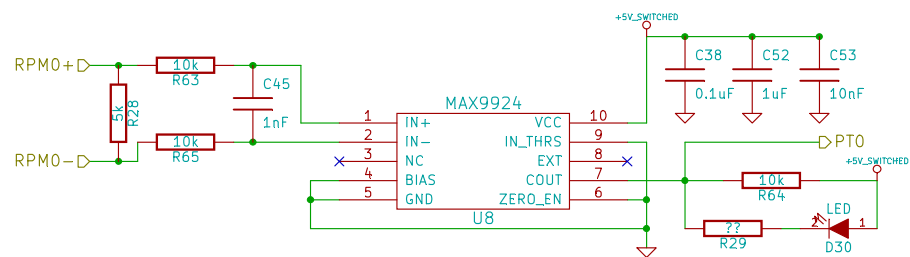 +5V_SWITCHED
RPM0+
10k
R63
C45
1nF
5k
R28
RPM0-
10k
R65
MAX9924
1 IN+ VCC 10
2 IN- IN_THRS 9
3 NC EXT 8
4 BIAS COUT 7
5 GND ZERO_EN 6
U8
C38
0.1uF
C52
1uF
C53
10nF
PT0
+5V_SWITCHED
10k
R64
??
R29
LED
2 1
D30